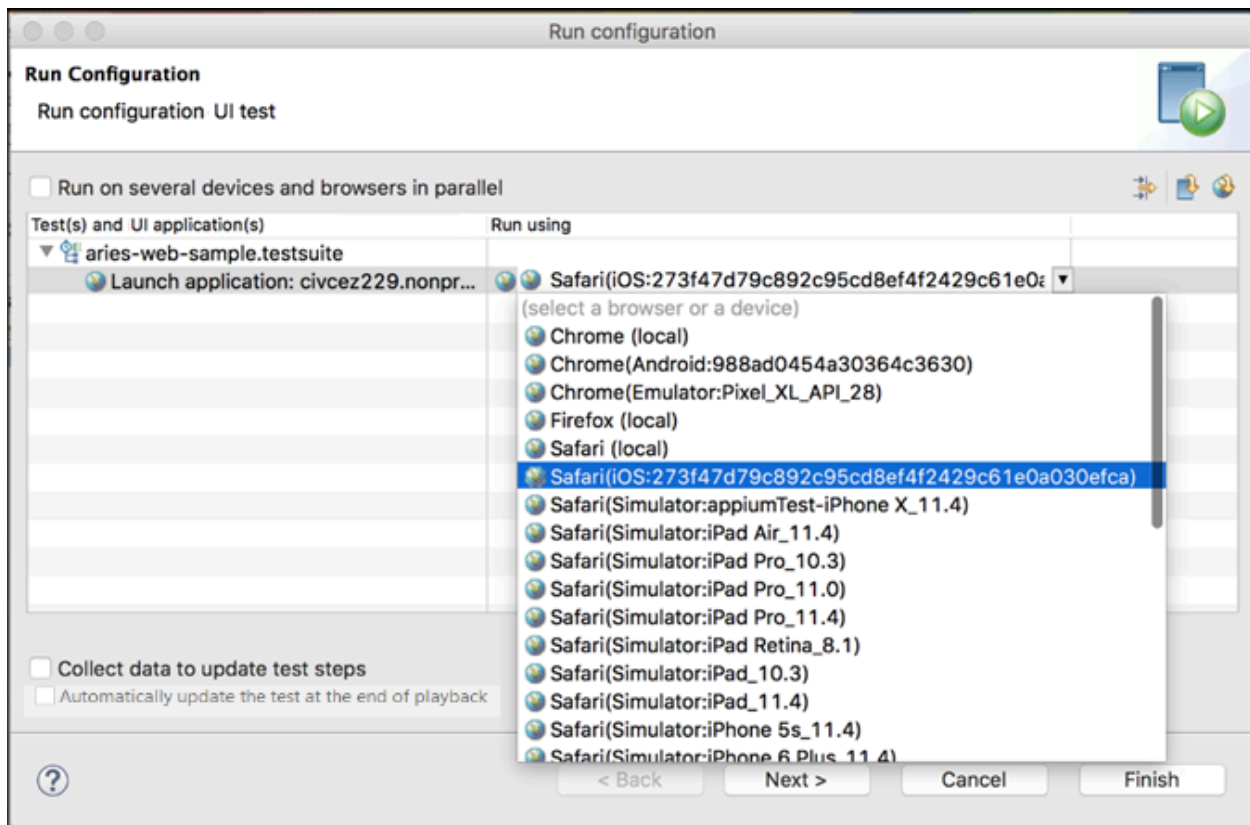 Run configuration
Run Configuration
Run configuration UI test
Run on several devices and browsers in parallel
Test(s) and UI application(s) Run using
aries-web-sample.testsuite
Launch application: civcez229.nonpr... Safari(iOS:273f47d79c892c95cd8ef4f2429c61e0a
(select a browser or a device)
Chrome (local)
Chrome(Android:988ad0454a30364c3630)
Chrome(Emulator:Pixel_XL_API_28)
Firefox (local)
Safari (local)
Safari(iOS:273f47d79c892c95cd8ef4f2429c61e0a030efca)
Safari(Simulator:appiumTest-iPhone X_11.4)
Safari(Simulator:iPad Air_11.4)
Safari(Simulator:iPad Pro_10.3)
Safari(Simulator:iPad Pro_11.0)
Safari(Simulator:iPad Pro_11.4)
Safari(Simulator:iPad Retina_8.1)
Safari(Simulator:iPad_10.3)
Safari(Simulator:iPad_11.4)
Safari(Simulator:iPhone 5s_11.4)
Safari(Simulator:iPhone 6 Plus_11.4)
Collect data to update test steps
Automatically update the test at the end of playback
? < Back Next > Cancel Finish